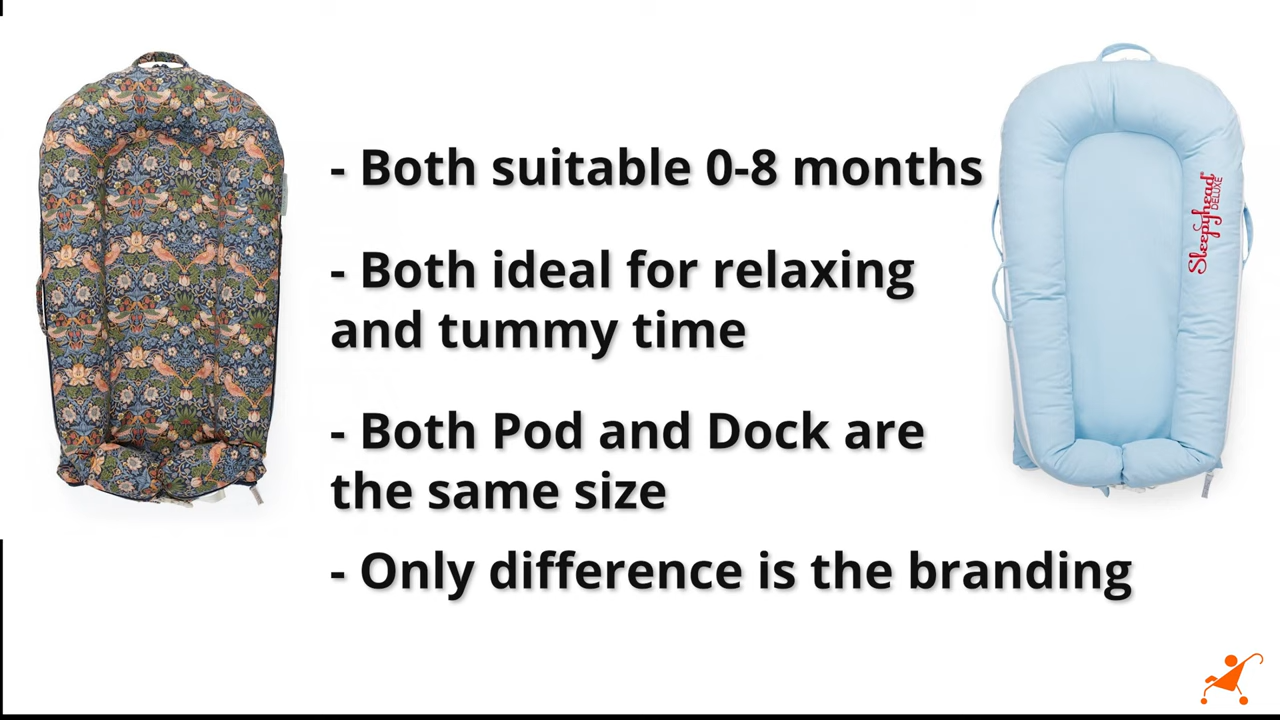 - Both suitable 0-8 months
- Both ideal for relaxing
and tummy time
- Both Pod and Dock are
the same size
- Only difference is the branding
Sleepyhead®
DELUXE